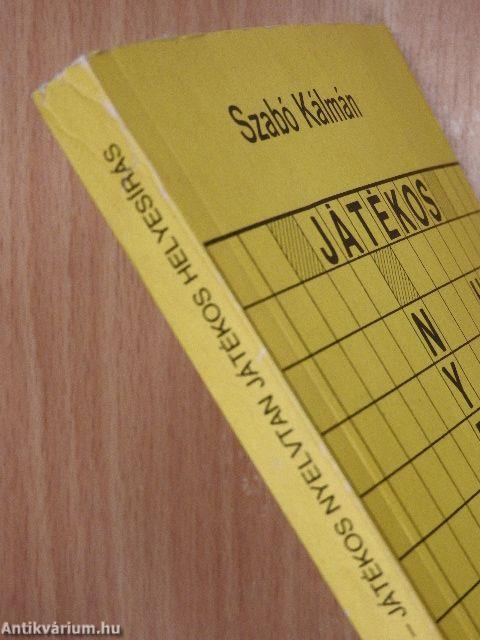 Szabó Kálmán
JÁTÉKOS
N
Y
– JÁTÉKOS NYELVTAN JÁTÉKOS HELYESÍRÁS
Antikvárium.hu